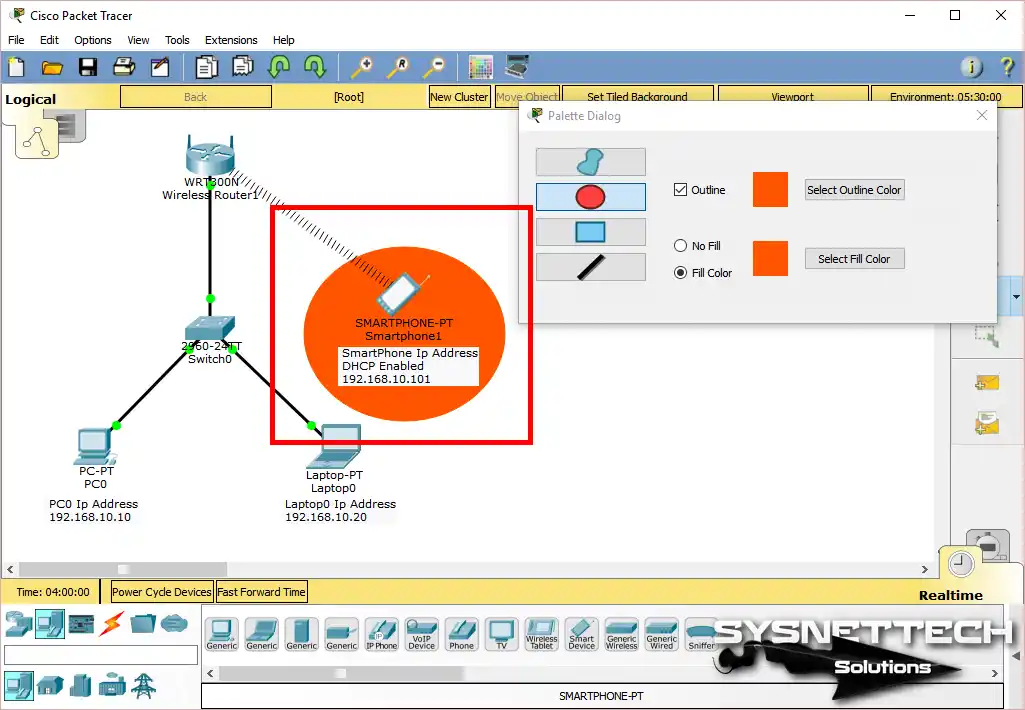 Cisco Packet Tracer
File Edit Options View Tools Extensions Help
Logical
Back
[Root]
New Cluster
Move Object
Set Tiled Background
Viewport
Environment: 05:30:00
Palette Dialog
Outline
Select Outline Color
No Fill
Fill Color
Select Fill Color
WRT300N
Wireless Router1
SMARTPHONE-PT
Smartphone1
SmartPhone Ip Address
DHCP Enabled
192.168.10.101
2960-24TT
Switch0
PC-PT
PC0
PC0 Ip Address
192.168.10.10
Laptop-PT
Laptop0
Laptop0 Ip Address
192.168.10.20
Time: 04:00:00
Power Cycle Devices
Fast Forward Time
Realtime
Generic
Generic
Generic
Generic
IP Phone
VoIP
Device
Phone
TV
Wireless
Tablet
Smart
Device
Generic
Wireless
Generic
Wired
Sniffer
SYSNETTECH
Solutions
SMARTPHONE-PT